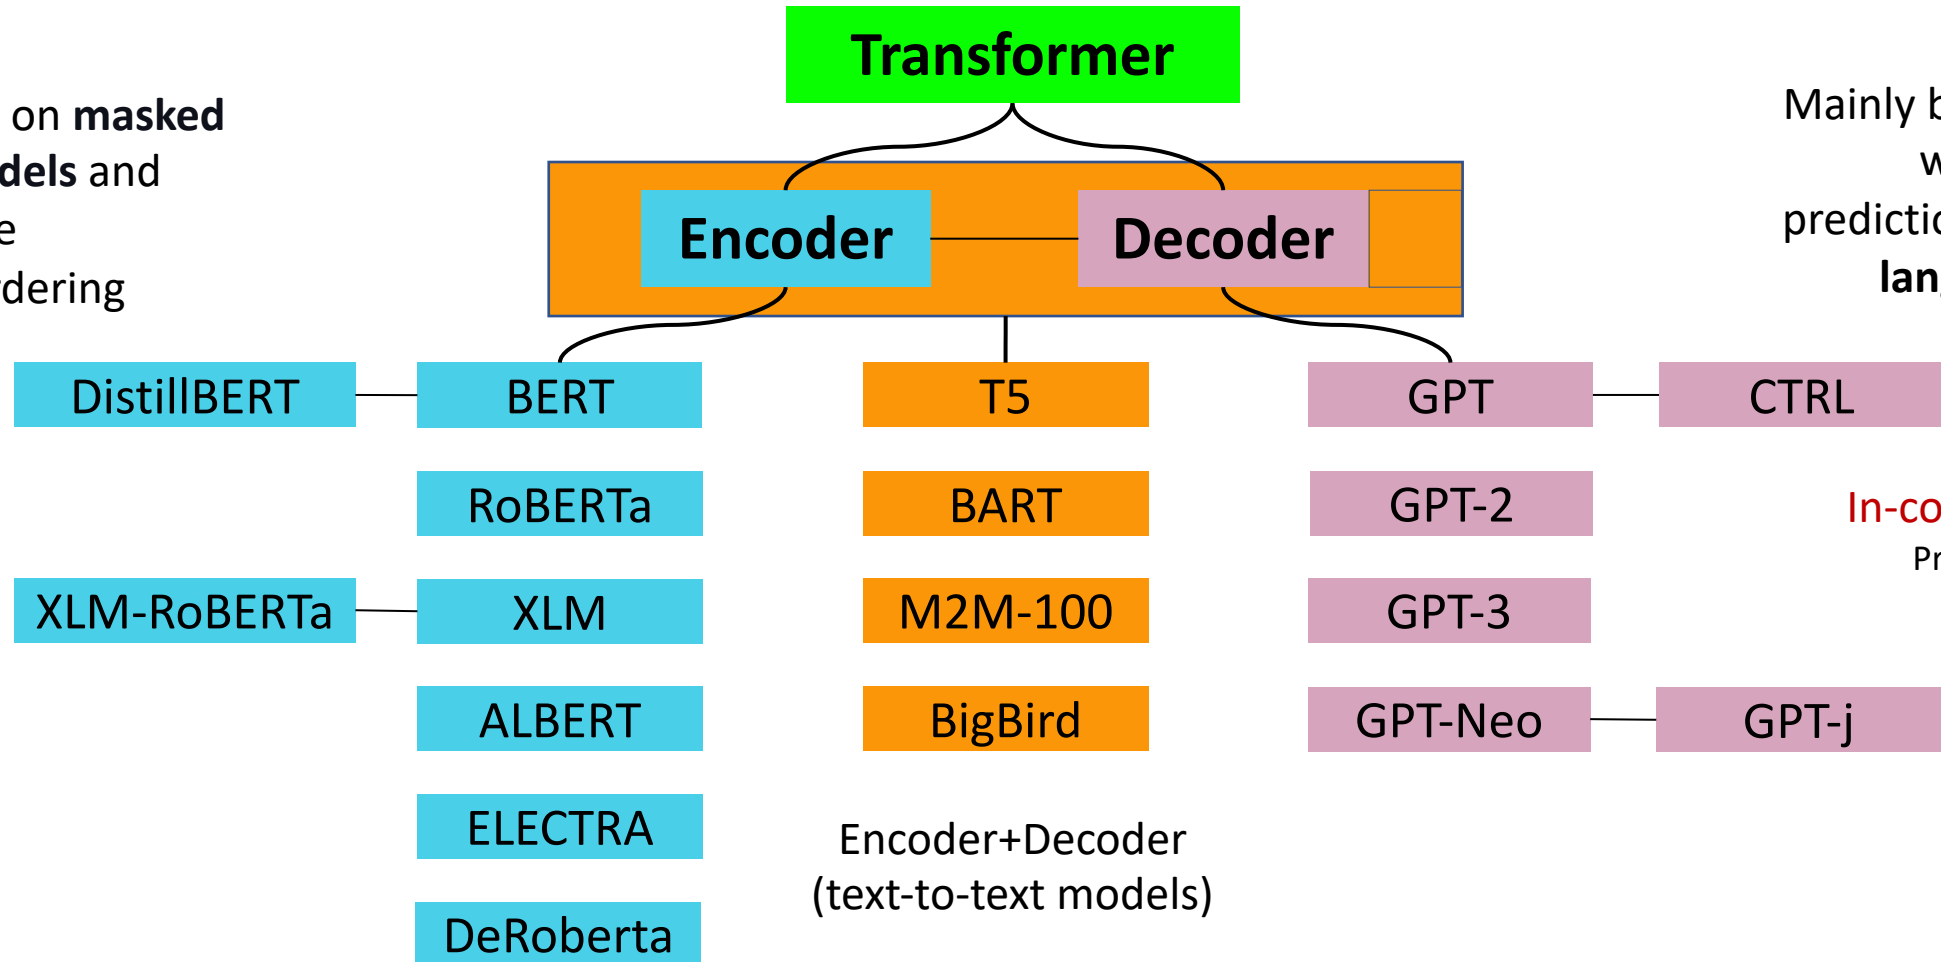 Transformer
on masked
dels and
e
dering
Mainly b
w
predictio
lang
Encoder
Decoder
DistillBERT
BERT
T5
GPT
CTRL
RoBERTa
BART
GPT-2
In-co
Pr
XLM-RoBERTa
XLM
M2M-100
GPT-3
ALBERT
BigBird
GPT-Neo
GPT-j
ELECTRA
Encoder+Decoder
(text-to-text models)
DeRoberta